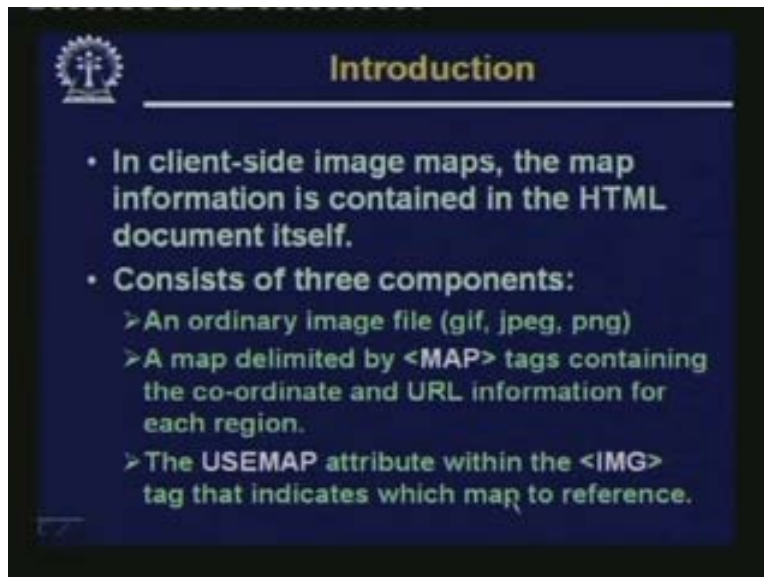 Introduction
• In client-side image maps, the map
information is contained in the HTML
document itself.
• Consists of three components:
➢An ordinary image file (gif, jpeg, png)
➢A map delimited by <MAP> tags containing
the co-ordinate and URL information for
each region.
➢The USEMAP attribute within the <IMG>
tag that indicates which map to reference.